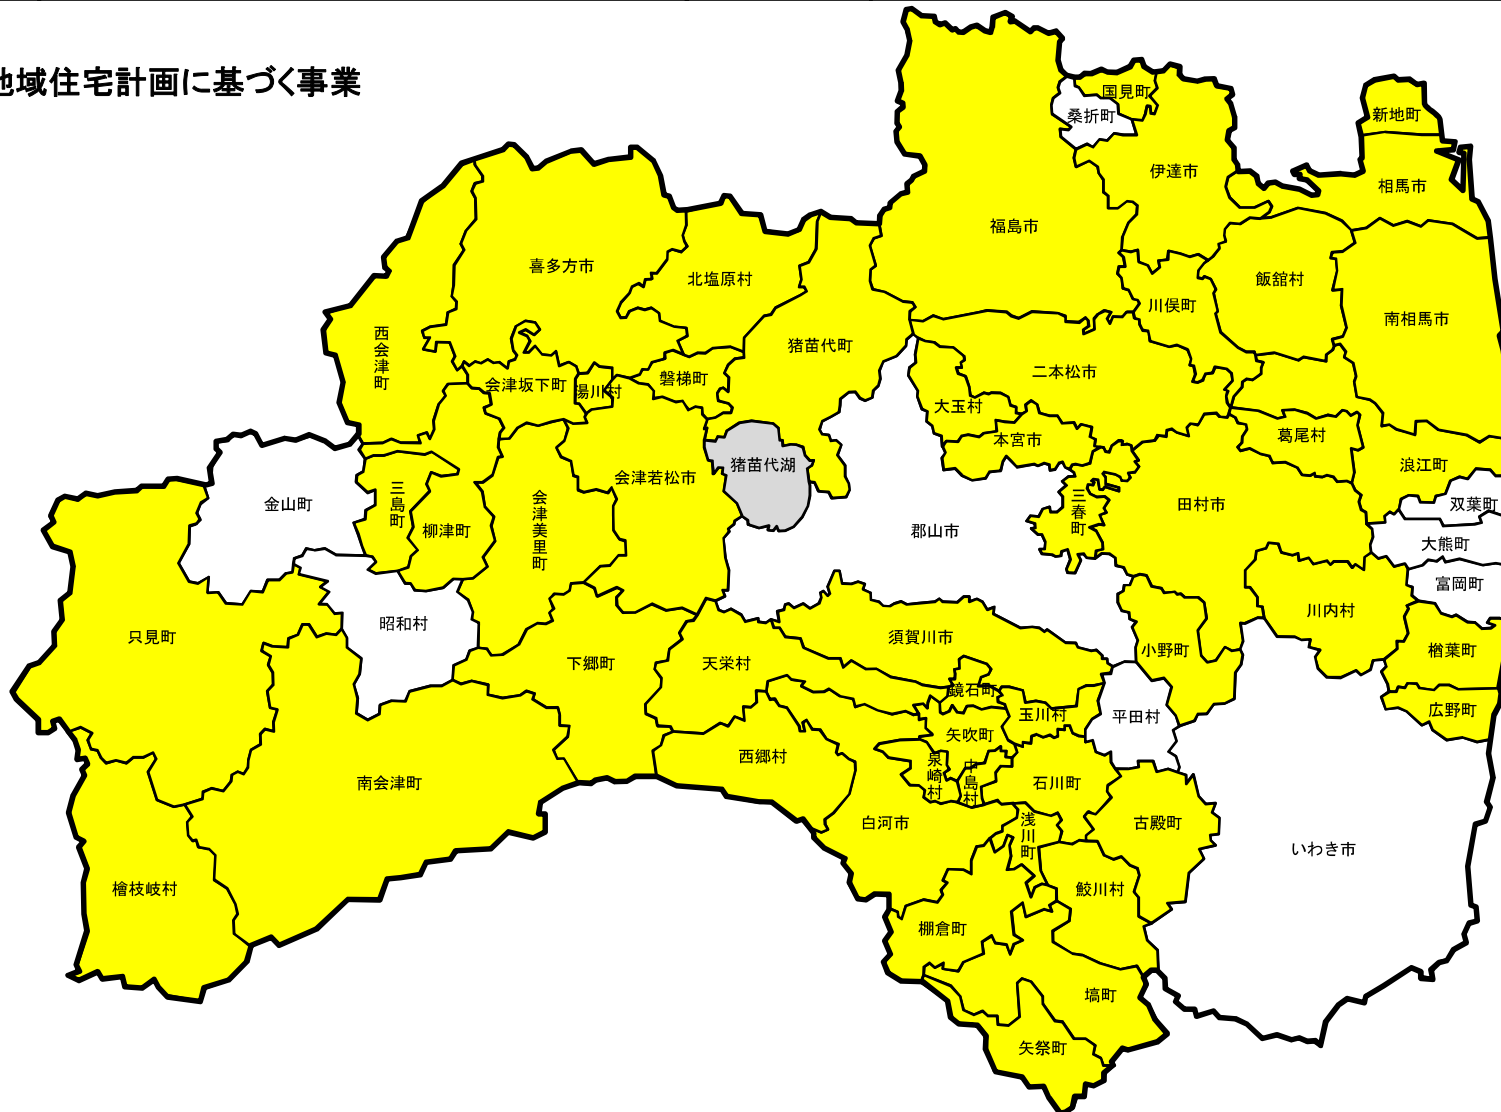 地域住宅計画に基づく事業
国見町
桑折町
新地町
伊達市
相馬市
福島市
喜多方市
北塩原村
飯舘村
川俣町
南相馬市
西会津町
猪苗代町
二本松市
磐梯町
会津坂下町
湯川村
大玉村
本宮市
葛尾村
浪江町
猪苗代湖
会津若松市
三島町
柳津町
会津美里町
金山町
三春町
田村市
双葉町
郡山市
大熊町
富岡町
川内村
昭和村
只見町
須賀川市
小野町
楢葉町
下郷町
天栄村
鏡石町
玉川村
平田村
広野町
矢吹町
西郷村
泉崎村
中島村
石川町
南会津町
白河市
浅川町
古殿町
いわき市
檜枝岐村
鮫川村
棚倉町
塙町
矢祭町